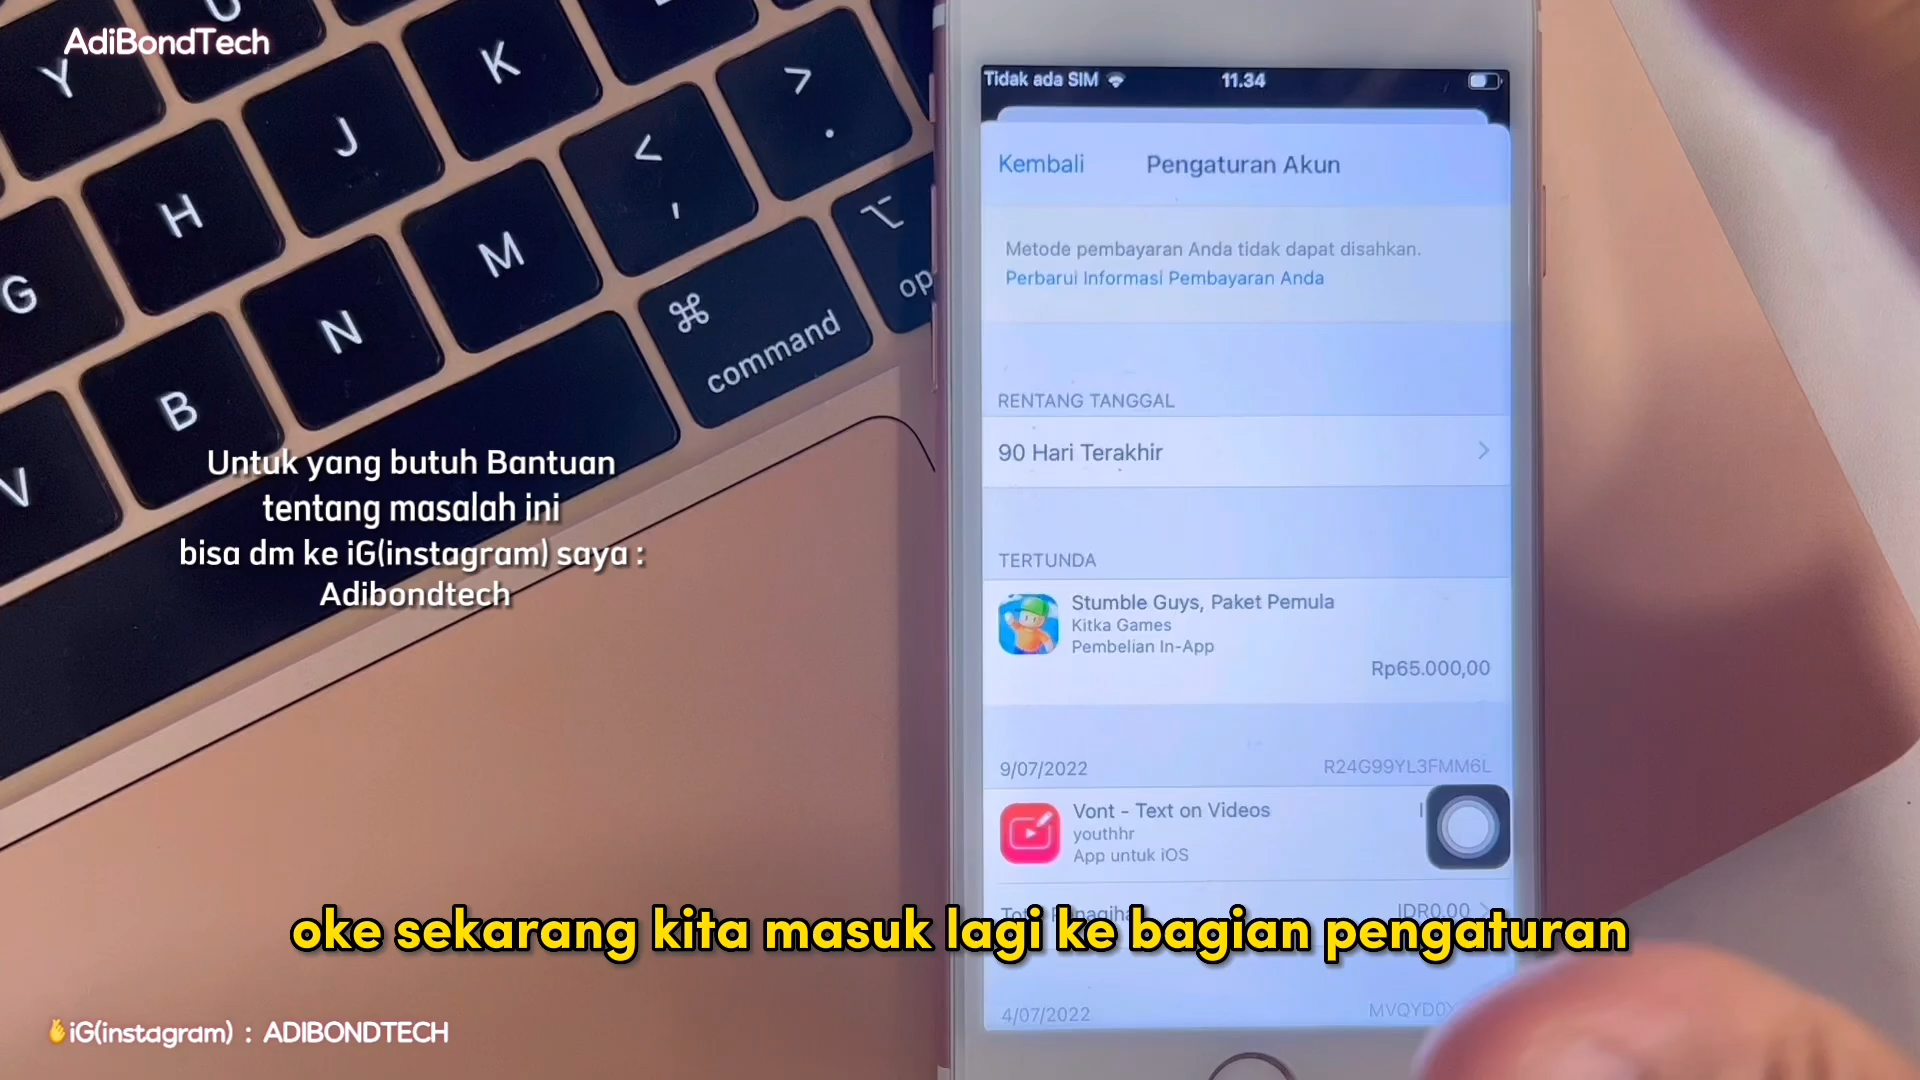 AdiBondTech
Y
U
K
>
.
H
J
<
,
⌥
G
N
M
⌘
command
V
B
Untuk yang butuh Bantuan
tentang masalah ini
bisa dm ke iG(instagram) saya :
Adibondtech
Tidak ada SIM
11.34
Kembali
Pengaturan Akun
Metode pembayaran Anda tidak dapat disahkan.
Perbarui Informasi Pembayaran Anda
RENTANG TANGGAL
90 Hari Terakhir
TERTUNDA
Stumble Guys, Paket Pemula
Kitka Games
Pembelian In-App
Rp65.000,00
9/07/2022
R24G99YL3FMM6L
Vont - Text on Videos
youthhr
App untuk iOS
IDR0,00
oke sekarang kita masuk lagi ke bagian pengaturan
4/07/2022
iG(instagram) : ADIBONDTECH